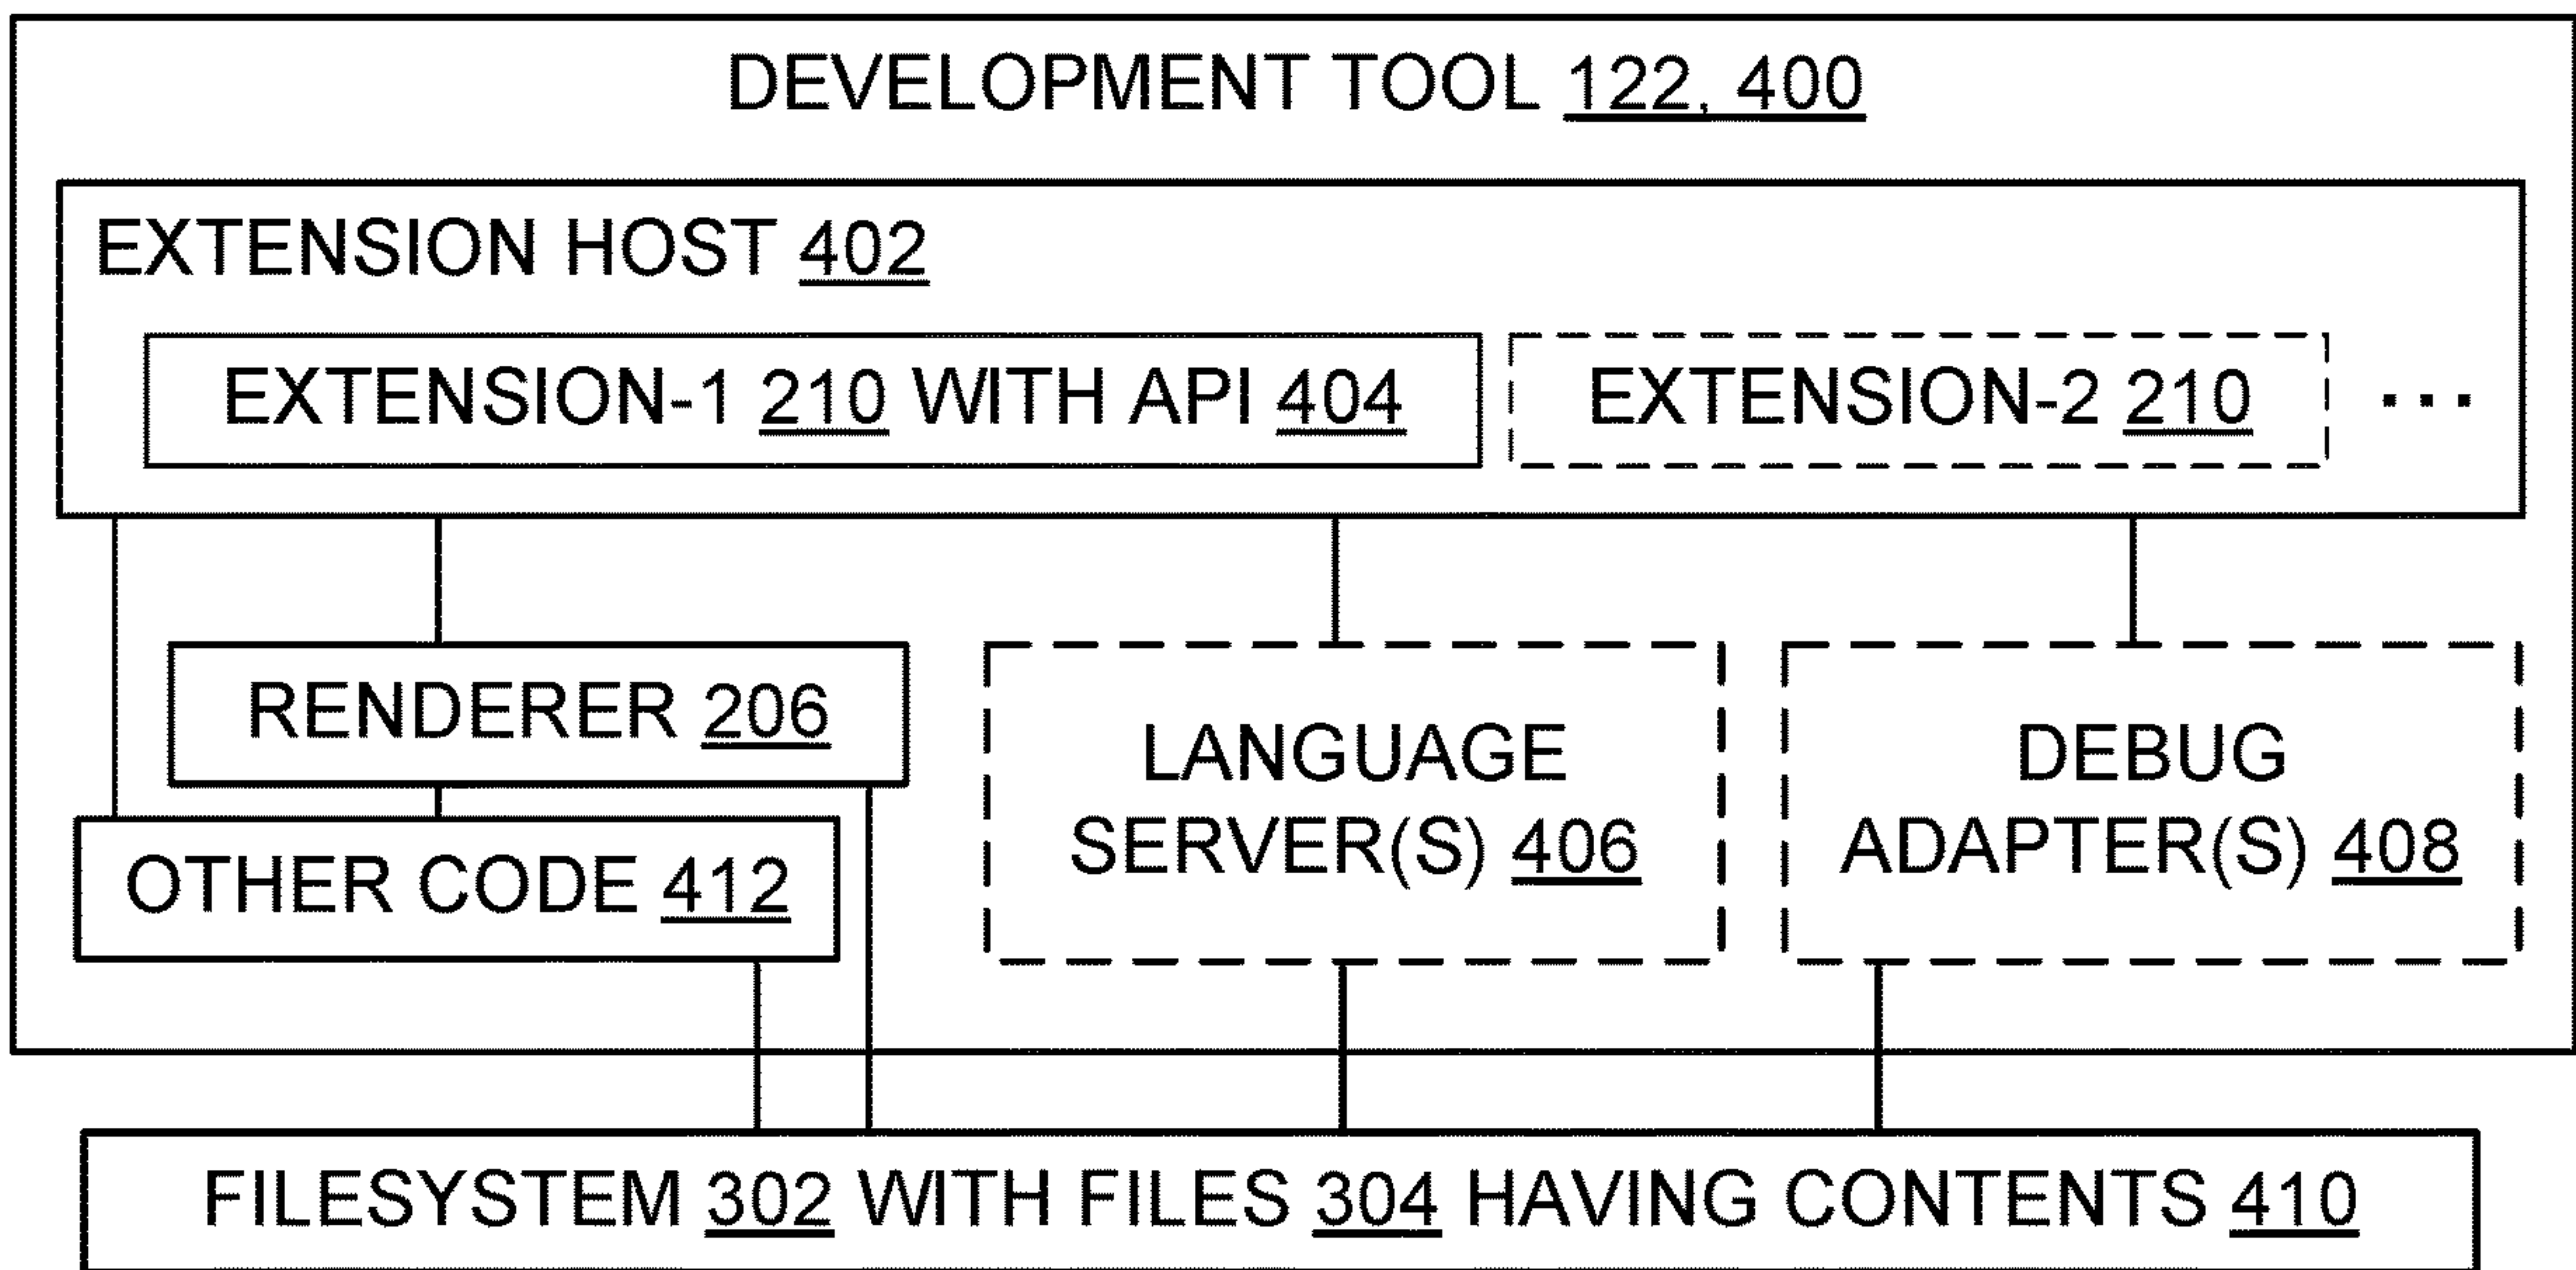 DEVELOPMENT TOOL 122, 400
EXTENSION HOST 402
EXTENSION-1 210 WITH API 404
EXTENSION-2 210
...
RENDERER 206
OTHER CODE 412
LANGUAGE
SERVER(S) 406
DEBUG
ADAPTER(S) 408
FILESYSTEM 302 WITH FILES 304 HAVING CONTENTS 410